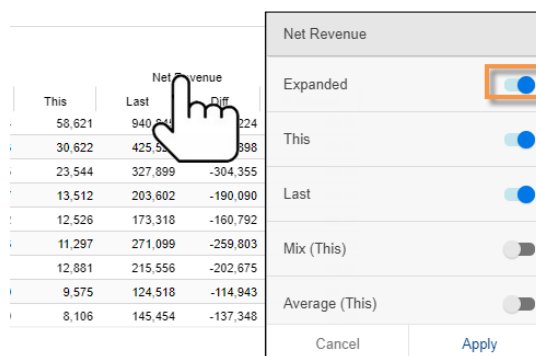 Net Revenue
This Last Diff
58,621
30,622
23,544 327,899 -304,355
13,512 203,602 -190,090
12,526 173,318 -160,792
11,297 271,099 -259,803
12,881 215,556 -202,675
9,575 124,518 -114,943
8,106 145,454 -137,348
Net Revenue
Expanded
This
Last
Mix (This)
Average (This)
Cancel Apply